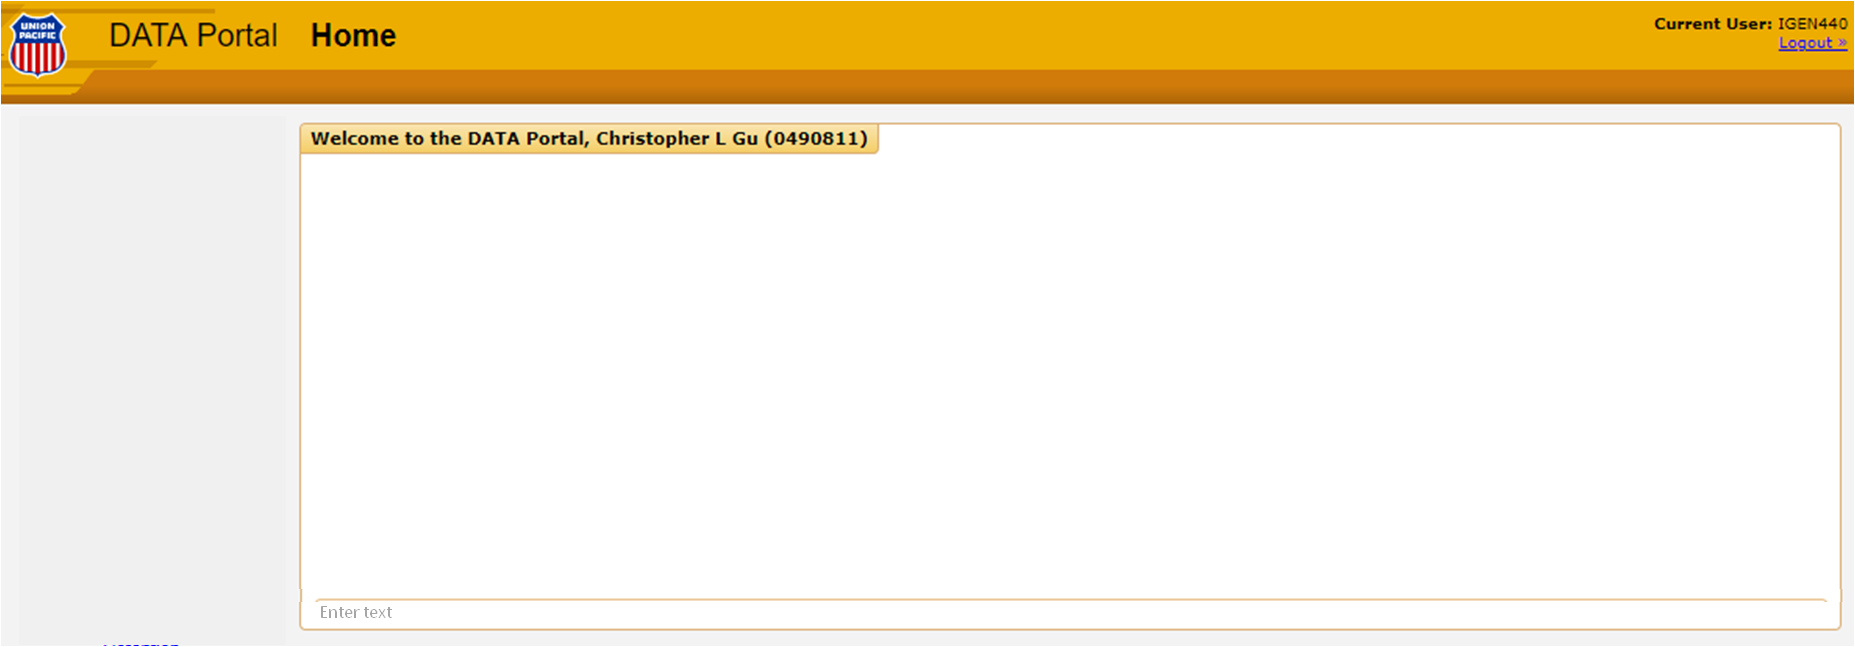 UNION
PACIFIC
DATA Portal Home
Current User: IGEN440
Logout »
Welcome to the DATA Portal, Christopher L Gu (0490811)
Enter text